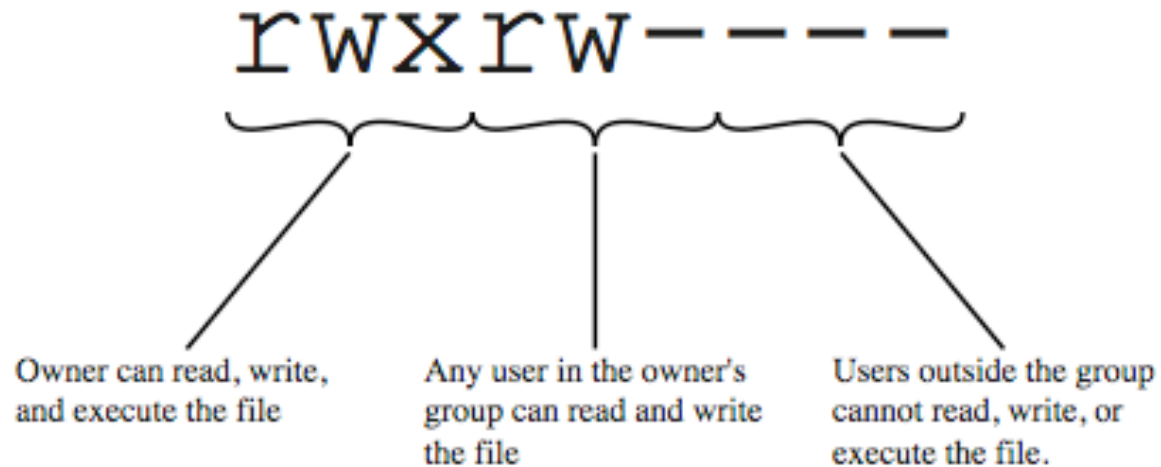 rwxrw----
Owner can read, write,
and execute the file
Any user in the owner's
group can read and write
the file
Users outside the group
cannot read, write, or
execute the file.